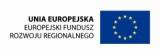 UNIA EUROPEJSKA
EUROPEJSKI FUNDUSZ
ROZWOJU REGIONALNEGO